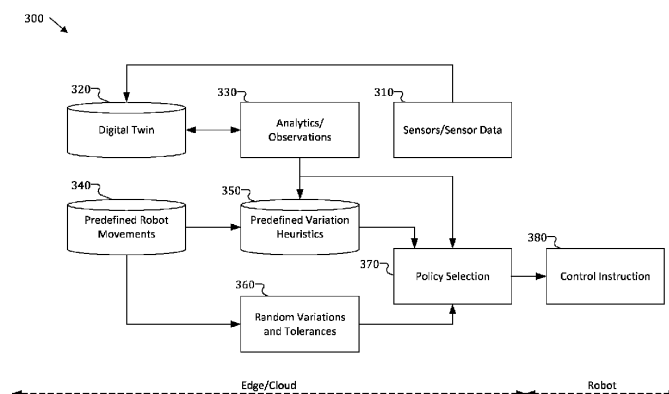 300
320
330
310
Digital Twin
Analytics/
Observations
Sensors/Sensor Data
340
350
Predefined Robot
Movements
Predefined Variation
Heuristics
380
370
Policy Selection
Control Instruction
360
Random Variations
and Tolerances
Edge/Cloud
Robot